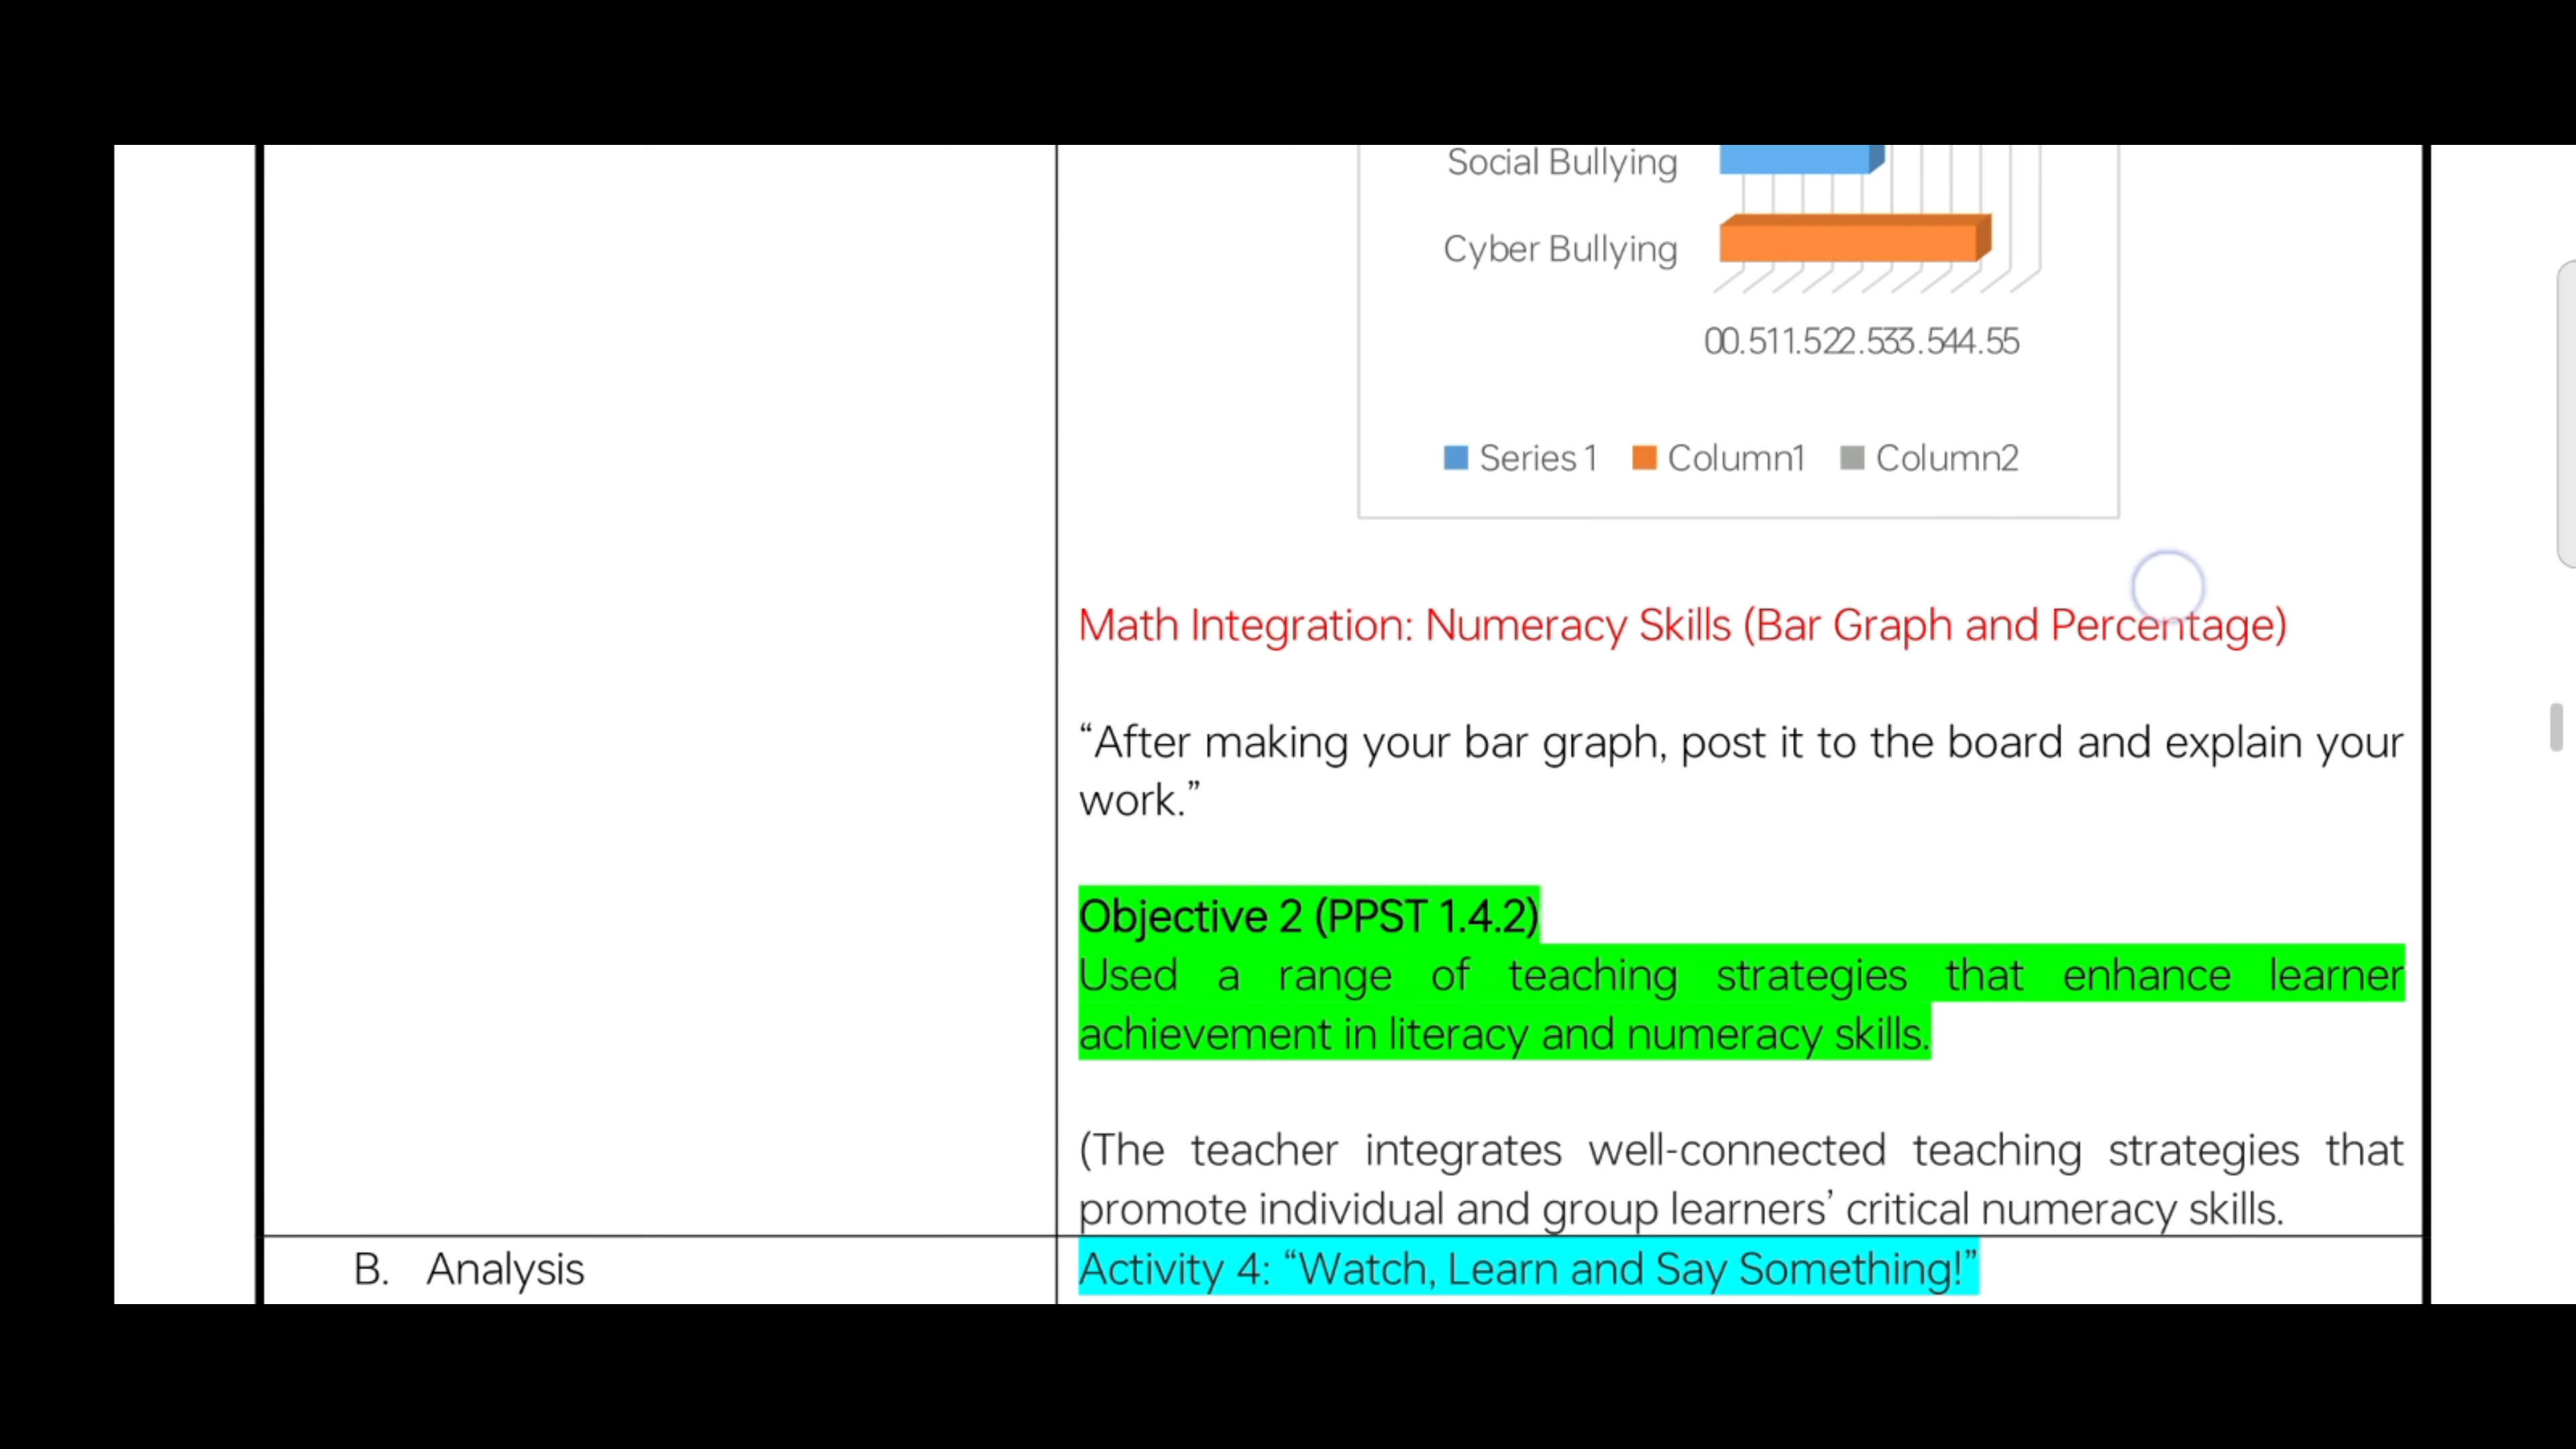 Social Bullying
Cyber Bullying
00.511.522.533.544.55
Series 1 Column1 Column2
Math Integration: Numeracy Skills (Bar Graph and Percentage)
“After making your bar graph, post it to the board and explain your
work.”
Objective 2 (PPST 1.4.2)
Used a range of teaching strategies that enhance learner
achievement in literacy and numeracy skills.
(The teacher integrates well-connected teaching strategies that
promote individual and group learners’ critical numeracy skills.
B. Analysis
Activity 4: “Watch, Learn and Say Something!”